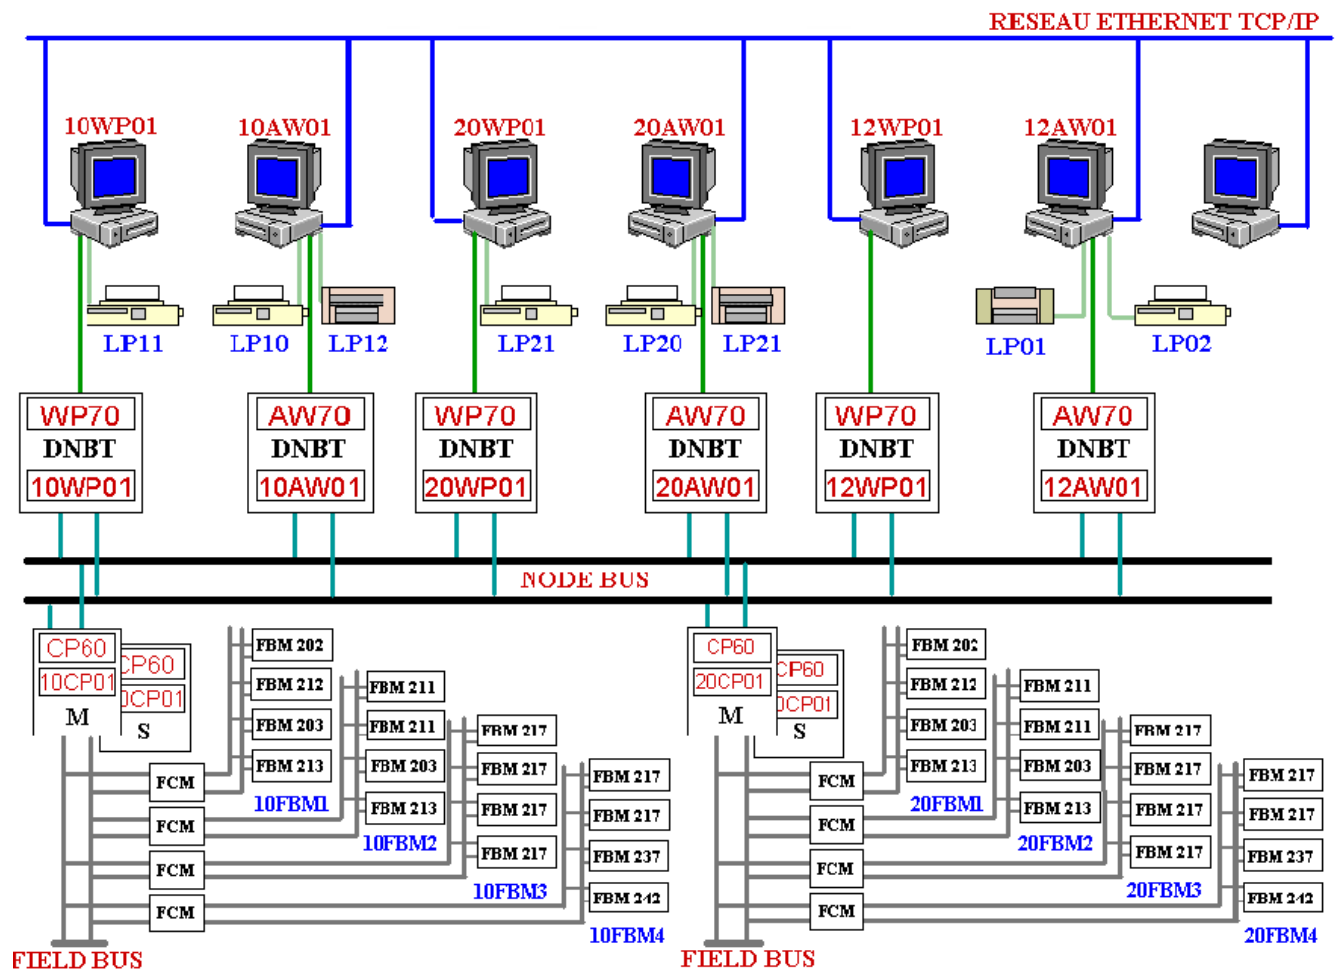 RESEAU ETHERNET TCP/IP
10WP01 10AW01 20WP01 20AW01 12WP01 12AW01
LP11 LP10 LP12 LP21 LP20 LP21 LP01 LP02
WP70 AW70 WP70 AW70 WP70 AW70
DNBT DNBT DNBT DNBT DNBT DNBT
10WP01 10AW01 20WP01 20AW01 12WP01 12AW01
NODE BUS
CP60
10CP01
M
CP60
0CP01
S
FBM 202
FBM 212
FBM 203
FBM 213
10FBM1
FBM 211
FBM 211
FBM 203
FBM 213
10FBM2
FBM 217
FBM 217
FBM 217
FBM 217
10FBM3
FBM 217
FBM 217
FBM 237
FBM 242
10FBM4
FCM
FCM
FCM
FCM
FIELD BUS
CP60
20CP01
M
CP60
0CP01
S
FBM 202
FBM 212
FBM 203
FBM 213
20FBM1
FBM 211
FBM 211
FBM 203
FBM 213
20FBM2
FBM 217
FBM 217
FBM 217
FBM 217
20FBM3
FBM 217
FBM 217
FBM 237
FBM 242
20FBM4
FCM
FCM
FCM
FCM
FIELD BUS